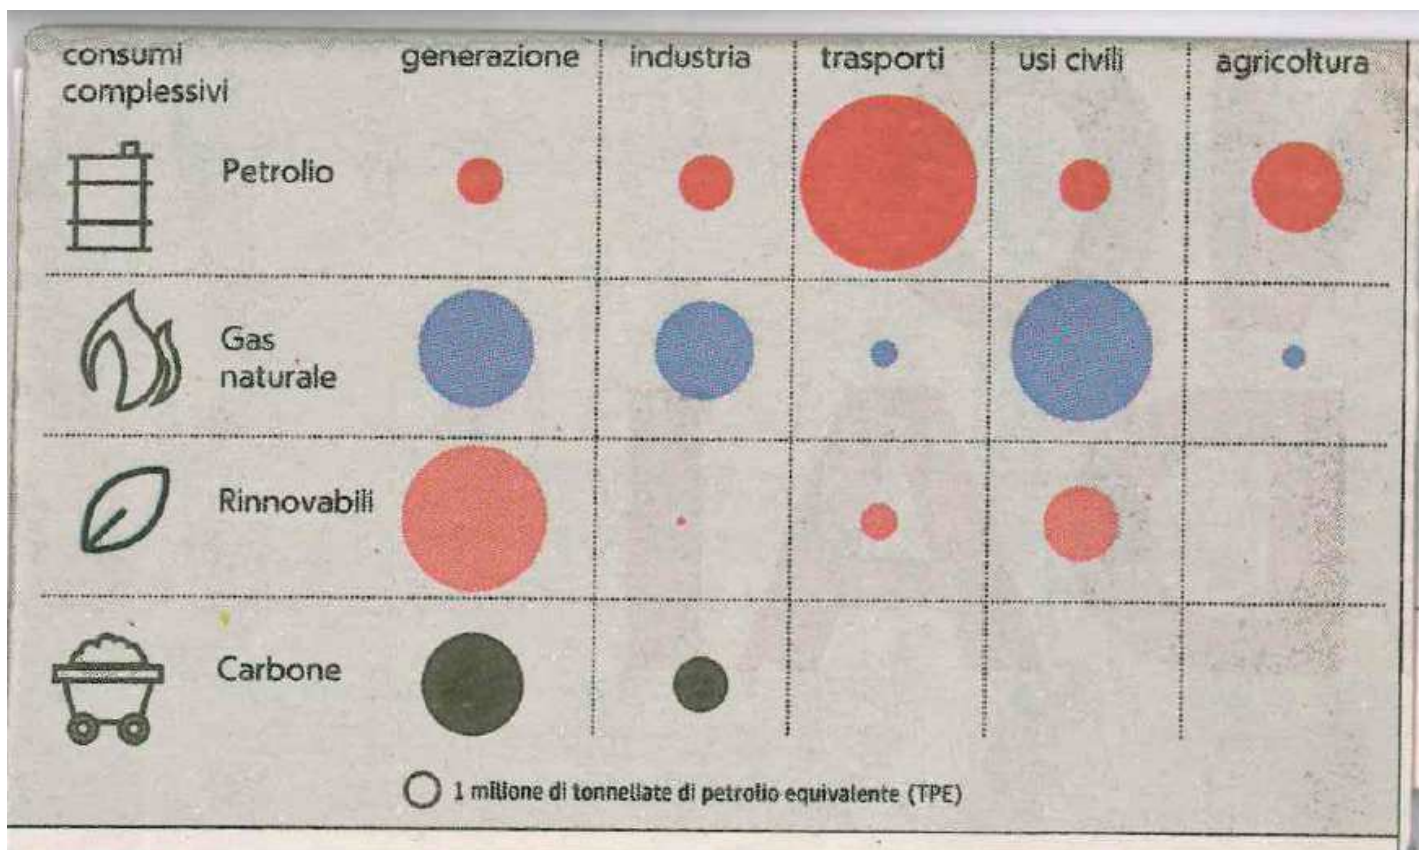 consumi
complessivi
generazione
industria
trasporti
usi civili
agricoltura
Petrolio
Gas
naturale
Rinnovabili
Carbone
1 milione di tonnellate di petrolio equivalente (TPE)